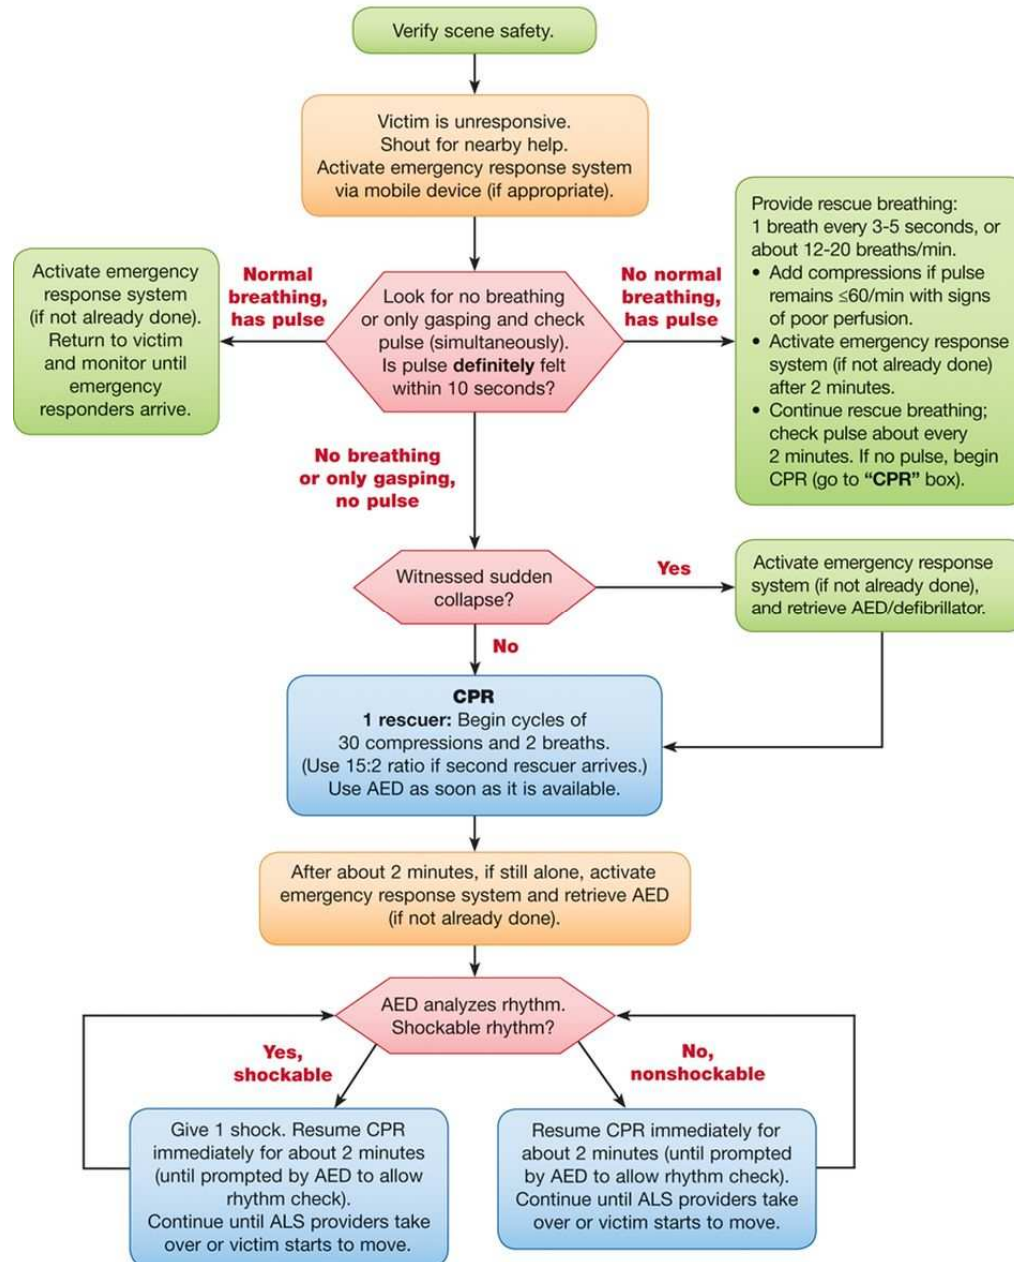 Verify scene safety.
Victim is unresponsive.
Shout for nearby help.
Activate emergency response system
via mobile device (if appropriate).
Activate emergency
response system
(if not already done).
Return to victim
and monitor until
emergency
responders arrive.
Normal
breathing,
has pulse
Look for no breathing
or only gasping and check
pulse (simultaneously).
Is pulse definitely felt
within 10 seconds?
No normal
breathing,
has pulse
Provide rescue breathing:
1 breath every 3-5 seconds, or
about 12-20 breaths/min.
• Add compressions if pulse
remains ≤60/min with signs
of poor perfusion.
• Activate emergency response
system (if not already done)
after 2 minutes.
• Continue rescue breathing;
check pulse about every
2 minutes. If no pulse, begin
CPR (go to “CPR” box).
No breathing
or only gasping,
no pulse
Witnessed sudden
collapse?
Yes
Activate emergency response
system (if not already done),
and retrieve AED/defibrillator.
No
CPR
1 rescuer: Begin cycles of
30 compressions and 2 breaths.
(Use 15:2 ratio if second rescuer arrives.)
Use AED as soon as it is available.
After about 2 minutes, if still alone, activate
emergency response system and retrieve AED
(if not already done).
AED analyzes rhythm.
Shockable rhythm?
Yes,
shockable
No,
nonshockable
Give 1 shock. Resume CPR
immediately for about 2 minutes
(until prompted by AED to allow
rhythm check).
Continue until ALS providers take
over or victim starts to move.
Resume CPR immediately for
about 2 minutes (until prompted
by AED to allow rhythm check).
Continue until ALS providers take
over or victim starts to move.